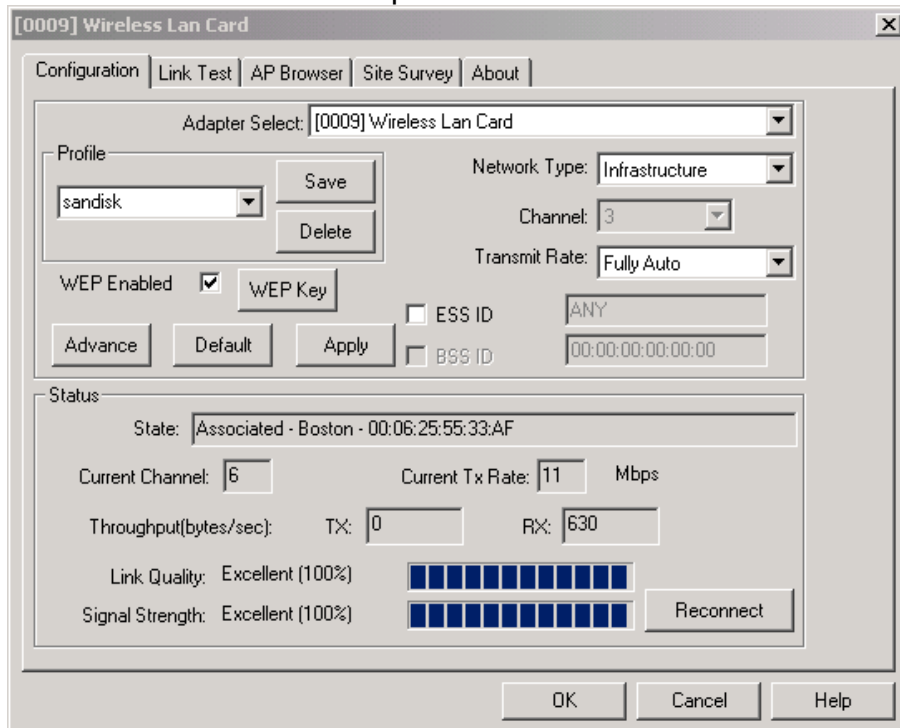 [0009] Wireless Lan Card
Configuration Link Test AP Browser Site Survey About
Adapter Select: [0009] Wireless Lan Card
Profile
sandisk
Save
Delete
Network Type: Infrastructure
Channel: 3
Transmit Rate: Fully Auto
WEP Enabled WEP Key
ESS ID ANY
BSS ID 00:00:00:00:00:00
Advance Default Apply
Status
State: Associated - Boston - 00:06:25:55:33:AF
Current Channel: 6 Current Tx Rate: 11 Mbps
Throughput(bytes/sec): TX: 0 RX: 630
Link Quality: Excellent (100%)
Signal Strength: Excellent (100%)
Reconnect
OK Cancel Help